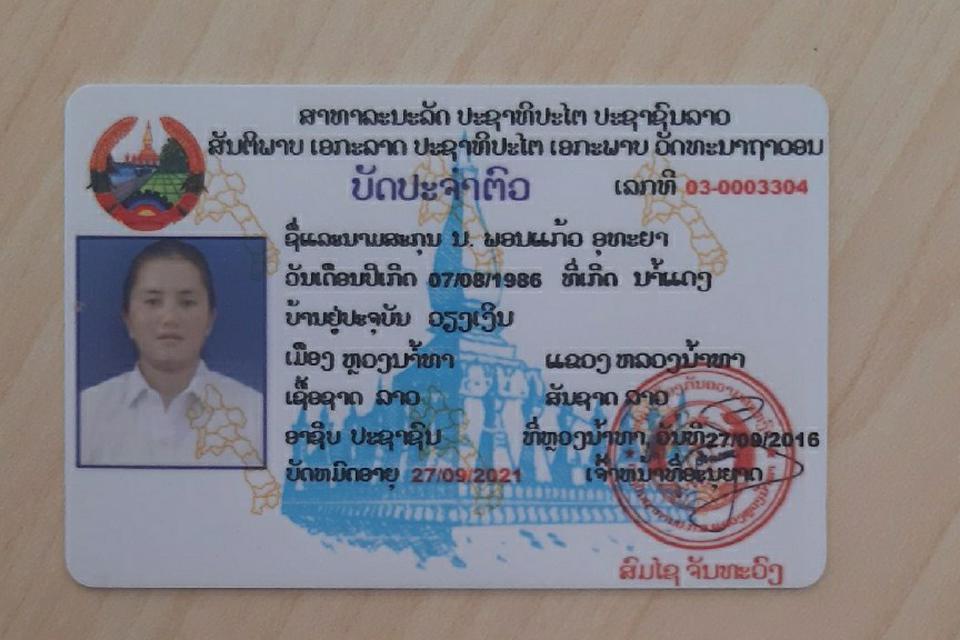 ສາທາລະນະລັດ ປະຊາທິປະໄຕ ປະຊາຊົນລາວ
ສັນຕິພາບ ເອກະລາດ ປະຊາທິປະໄຕ ເອກະພາບ ວັດທະນາຖາວອນ
ບັດປະຈຳຕົວ
ເລກທີ 03-0003304
ຊື່ແລະນາມສະກຸນ ນ. ພອນແກ້ວ ອຸທະຍາ
ວັນເດືອນປີເກີດ 07/08/1986 ທີ່ເກີດ ນ້ຳແດງ
ບ້ານຢູ່ປະຈຸບັນ ວຽງເງິນ
ເມືອງ ຫຼວງນ້ຳທາ ແຂວງ ຫລວງນ້ຳທາ
ເຊື້ອຊາດ ລາວ ສັນຊາດ ລາວ
ອາຊີບ ປະຊາຊົນ ທີ່ຫຼວງນ້ຳທາ, ວັນທີ27/09/2016
ບັດຫມົດອາຍຸ 27/09/2021 ເຈົ້າຫນ້າທີ່ອະນຸຍາດ
ສົມໄຊ ຈັນທະວົງ